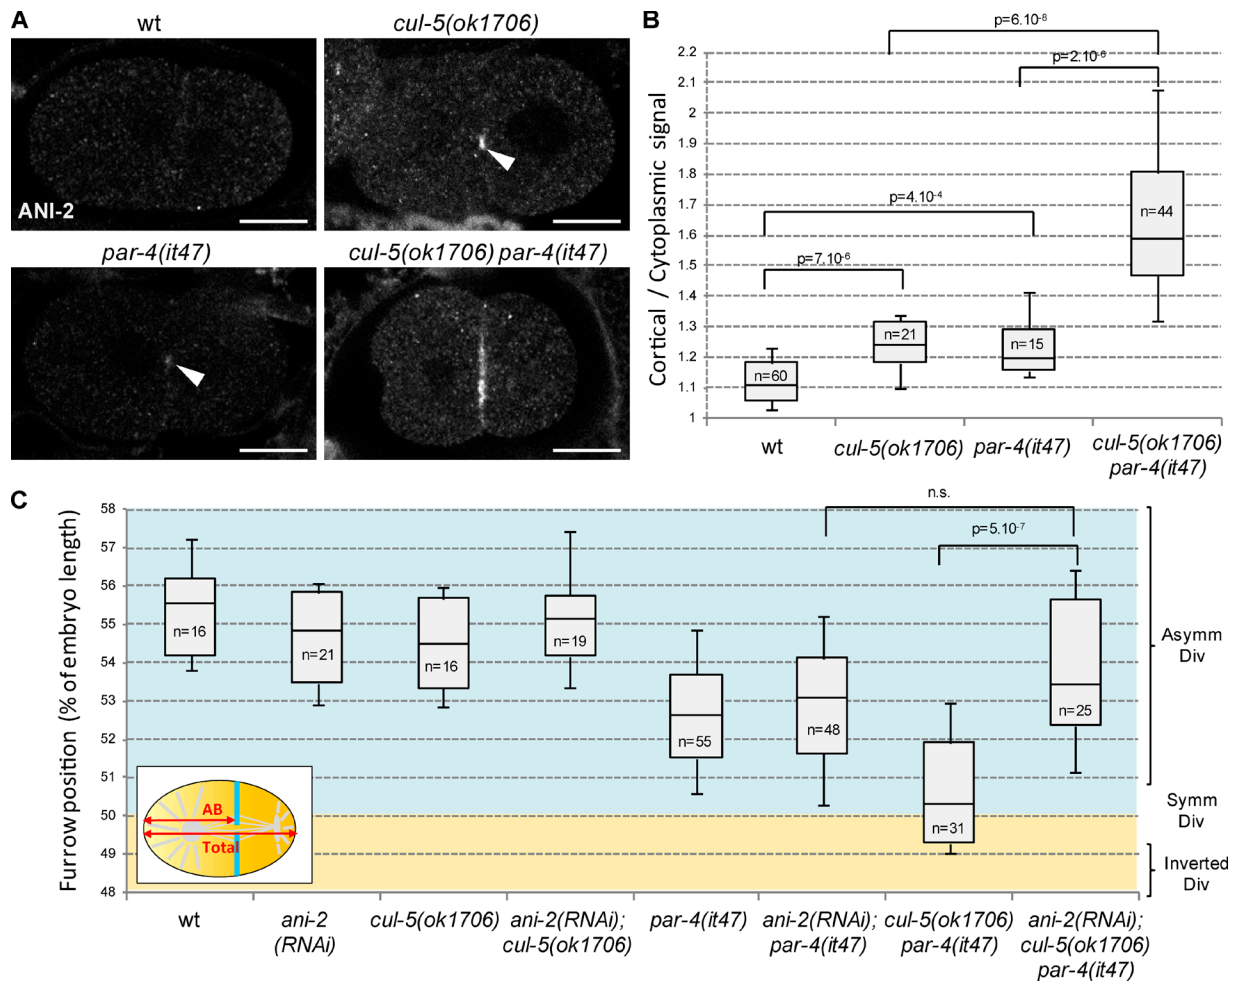 A
wt
cul-5(ok1706)
ANI-2
par-4(it47)
cul-5(ok1706) par-4(it47)
B
Cortical / Cytoplasmic signal
2.2
2.1
2
1.9
1.8
1.7
1.6
1.5
1.4
1.3
1.2
1.1
1
p=6.10-8
p=2.10-6
p=4.10-4
p=7.10-6
n=60
n=21
n=15
n=44
wt
cul-5(ok1706)
par-4(it47)
cul-5(ok1706)
par-4(it47)
C
Furrow position (% of embryo length)
58
57
56
55
54
53
52
51
50
49
48
n.s.
p=5.10-7
n=16
n=21
n=16
n=19
n=55
n=48
n=31
n=25
AB
Total
Asymm
Div
Symm
Div
Inverted
Div
wt
ani-2
(RNAi)
cul-5(ok1706)
ani-2(RNAi);
cul-5(ok1706)
par-4(it47)
ani-2(RNAi);
par-4(it47)
cul-5(ok1706)
par-4(it47)
ani-2(RNAi);
cul-5(ok1706)
par-4(it47)